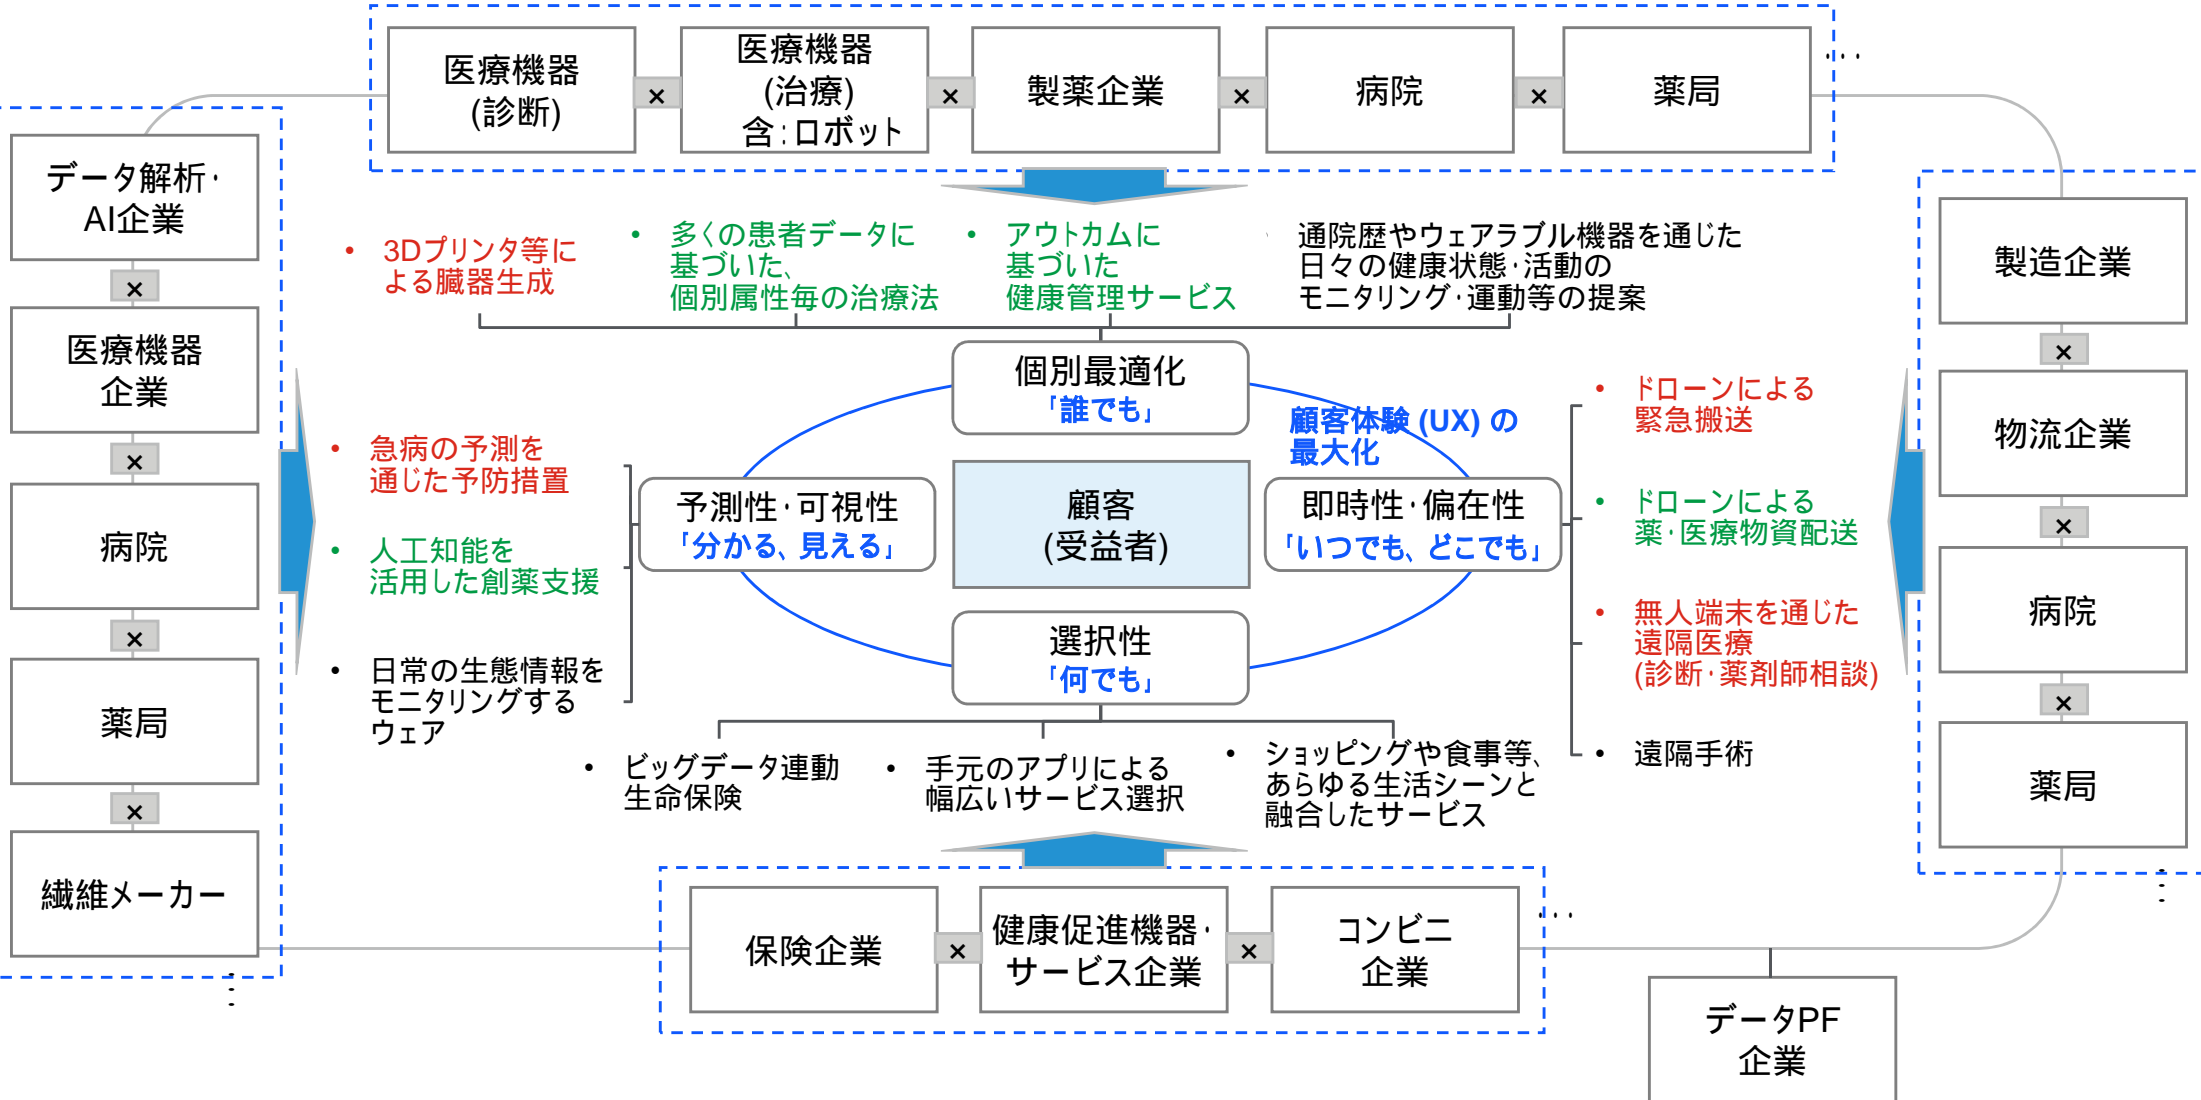 医療機器
(診断)
×
医療機器
(治療)
含:ロボット
×
製薬企業
×
病院
×
薬局
...
データ解析・
AI企業
×
医療機器
企業
×
病院
×
薬局
×
繊維メーカー
...
• 3Dプリンタ等に
よる臓器生成
• 多くの患者データに
基づいた、
個別属性毎の治療法
• アウトカムに
基づいた
健康管理サービス
通院歴やウェアラブル機器を通じた
日々の健康状態・活動の
モニタリング・運動等の提案
個別最適化
「誰でも」
顧客体験 (UX) の
最大化
• 急病の予測を
通じた予防措置
• 人工知能を
活用した創薬支援
• 日常の生態情報を
モニタリングする
ウェア
予測性・可視性
「分かる、見える」
顧客
(受益者)
即時性・偏在性
「いつでも、どこでも」
選択性
「何でも」
• ドローンによる
緊急搬送
• ドローンによる
薬・医療物資配送
• 無人端末を通じた
遠隔医療
(診断・薬剤師相談)
• 遠隔手術
• ビッグデータ連動
生命保険
• 手元のアプリによる
幅広いサービス選択
• ショッピングや食事等、
あらゆる生活シーンと
融合したサービス
製造企業
×
物流企業
×
病院
×
薬局
...
保険企業
×
健康促進機器・
サービス企業
×
コンビニ
企業
...
データPF
企業